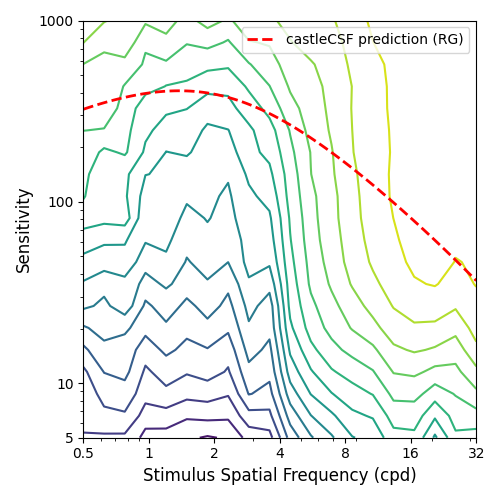 castleCSF prediction (RG)
Sensitivity
1000
100
10
5
0.5 1 2 4 8 16 32
Stimulus Spatial Frequency (cpd)